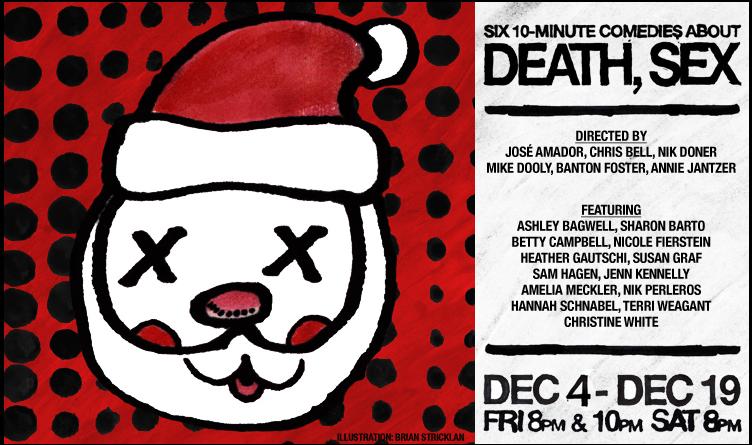 SIX 10-MINUTE COMEDIES ABOUT
DEATH, SEX
DIRECTED BY
JOSÉ AMADOR, CHRIS BELL, NIK DONER
MIKE DOOLY, BANTON FOSTER, ANNIE JANTZER
FEATURING
ASHLEY BAGWELL, SHARON BARTO
BETTY CAMPBELL, NICOLE FIERSTEIN
HEATHER GAUTSCHI, SUSAN GRAF
SAM HAGEN, JENN KENNELLY
AMELIA MECKLER, NIK PERLEROS
HANNAH SCHNABEL, TERRI WEAGANT
CHRISTINE WHITE
DEC 4 - DEC 19
FRI 8PM & 10PM SAT 8PM
ILLUSTRATION: BRIAN STRICKLAN